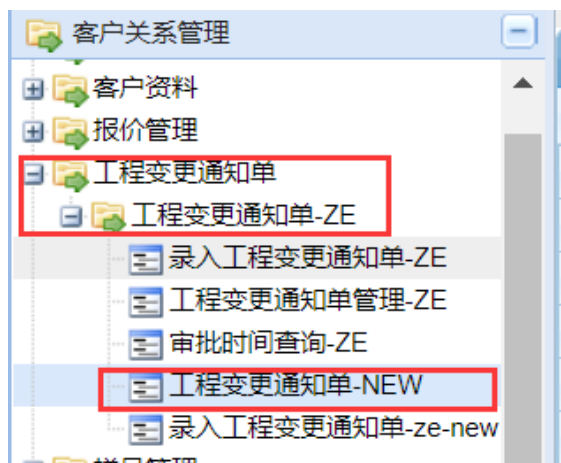 客户关系管理
客户资料
报价管理
工程变更通知单
工程变更通知单-ZE
录入工程变更通知单-ZE
工程变更通知单管理-ZE
审批时间查询-ZE
工程变更通知单-NEW
录入工程变更通知单-ze-new